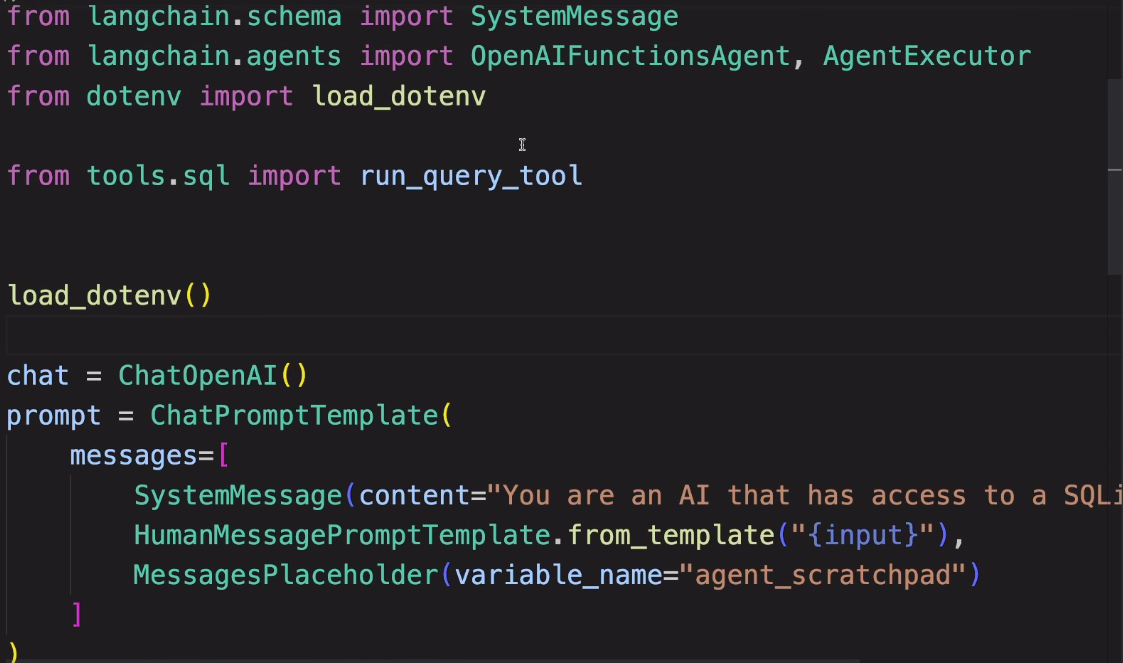 from langchain.schema import SystemMessage
from langchain.agents import OpenAIFunctionsAgent, AgentExecutor
from dotenv import load_dotenv
from tools.sql import run_query_tool
load_dotenv()
chat = ChatOpenAI()
prompt = ChatPromptTemplate(
    messages=[
        SystemMessage(content="You are an AI that has access to a SQLi
        HumanMessagePromptTemplate.from_template("{input}"),
        MessagesPlaceholder(variable_name="agent_scratchpad")
    ]
)